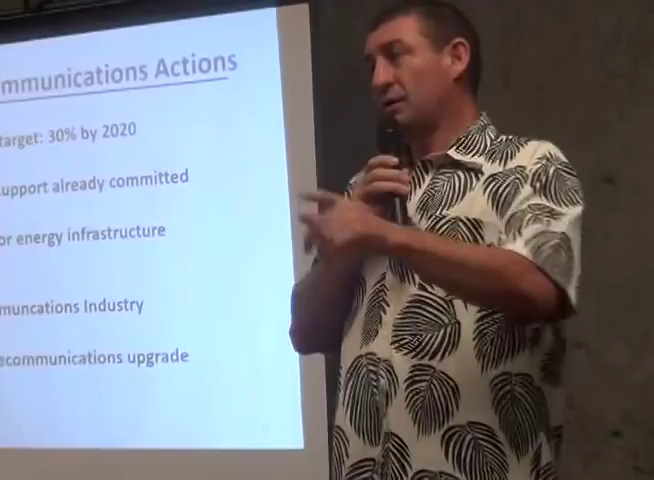 mmunications Actions
target: 30% by 2020
upport already committed
or energy infrastructure
muncations Industry
ecommunications upgrade